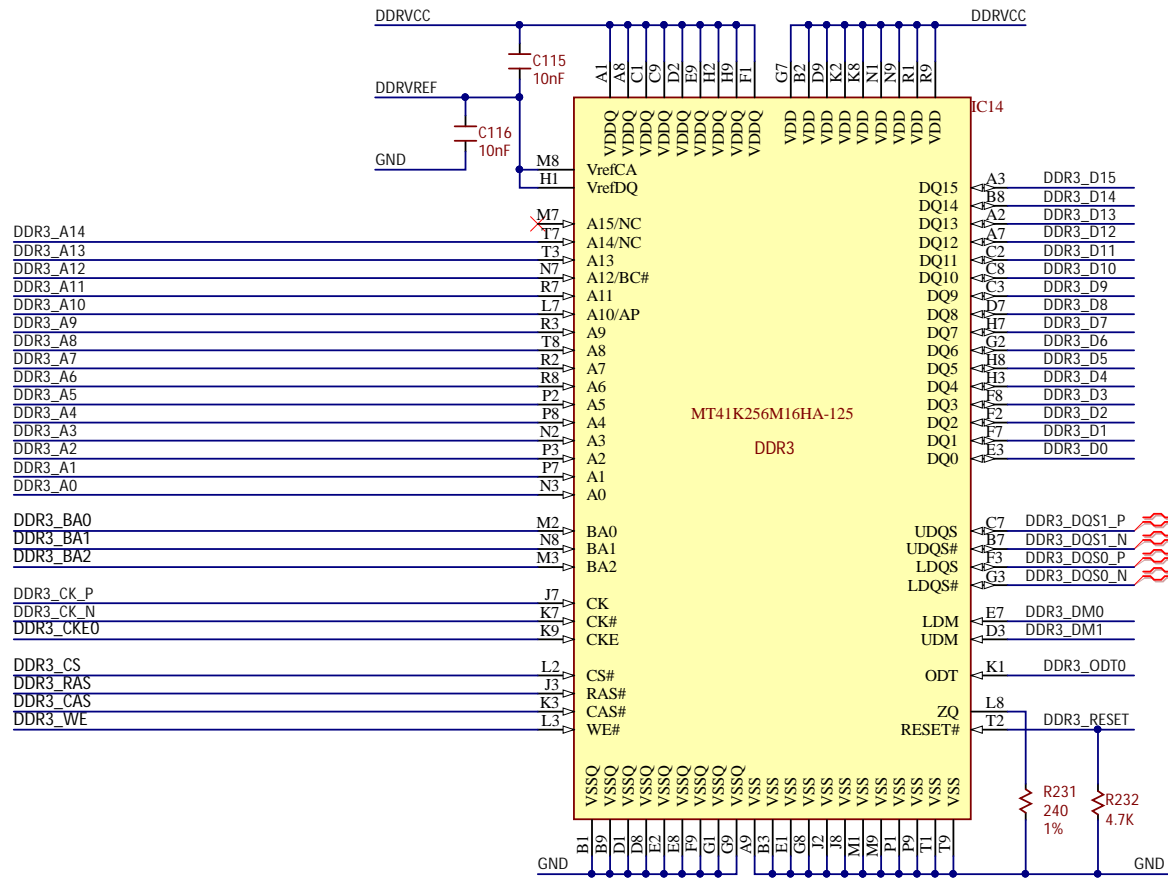 DDRVCC
DDRVCC
C115
10nF
A1
A8
C1
C9
D2
E9
H2
H9
F1
G7
B2
D9
K2
K8
N1
N9
R1
R9
DDRVREF
IC14
C116
10nF
GND
VDDQ
VDDQ
VDDQ
VDDQ
VDDQ
VDDQ
VDDQ
VDDQ
VDDQ
VDD
VDD
VDD
VDD
VDD
VDD
VDD
VDD
VDD
M8 VrefCA
H1 VrefDQ
DQ15 A3 DDR3_D15
DQ14 B8 DDR3_D14
M7 A15/NC
DQ13 A2 DDR3_D13
DDR3_A14 T7 A14/NC
DQ12 A7 DDR3_D12
DDR3_A13 T3 A13
DQ11 C2 DDR3_D11
DDR3_A12 N7 A12/BC#
DQ10 C8 DDR3_D10
DDR3_A11 R7 A11
DQ9 C3 DDR3_D9
DDR3_A10 L7 A10/AP
DQ8 D7 DDR3_D8
DDR3_A9 R3 A9
DQ7 H7 DDR3_D7
DDR3_A8 T8 A8
DQ6 G2 DDR3_D6
DDR3_A7 R2 A7
DQ5 H8 DDR3_D5
DDR3_A6 R8 A6
DQ4 H3 DDR3_D4
DDR3_A5 P2 A5
DQ3 F8 DDR3_D3
DDR3_A4 P8 A4
DQ2 F2 DDR3_D2
DDR3_A3 N2 A3
DQ1 F7 DDR3_D1
DDR3_A2 P3 A2
DQ0 E3 DDR3_D0
DDR3_A1 P7 A1
DDR3_A0 N3 A0
MT41K256M16HA-125
DDR3
DDR3_BA0 M2 BA0
UDQS C7 DDR3_DQS1_P
DDR3_BA1 N8 BA1
UDQS# B7 DDR3_DQS1_N
DDR3_BA2 M3 BA2
LDQS F3 DDR3_DQS0_P
LDQS# G3 DDR3_DQS0_N
DDR3_CK_P J7 CK
DDR3_CK_N K7 CK#
LDM E7 DDR3_DM0
DDR3_CKE0 K9 CKE
UDM D3 DDR3_DM1
DDR3_CS L2 CS#
ODT K1 DDR3_ODT0
DDR3_RAS J3 RAS#
DDR3_CAS K3 CAS#
ZQ L8
DDR3_WE L3 WE#
RESET# T2 DDR3_RESET
VSSQ
VSSQ
VSSQ
VSSQ
VSSQ
VSSQ
VSSQ
VSSQ
VSSQ
VSS
VSS
VSS
VSS
VSS
VSS
VSS
VSS
VSS
VSS
VSS
VSS
R231
240
1%
R232
4.7K
B1
B9
D1
D8
E2
E8
F9
G1
G9
A9
B3
E1
G8
J2
J8
M1
M9
P1
P9
T1
T9
GND
GND